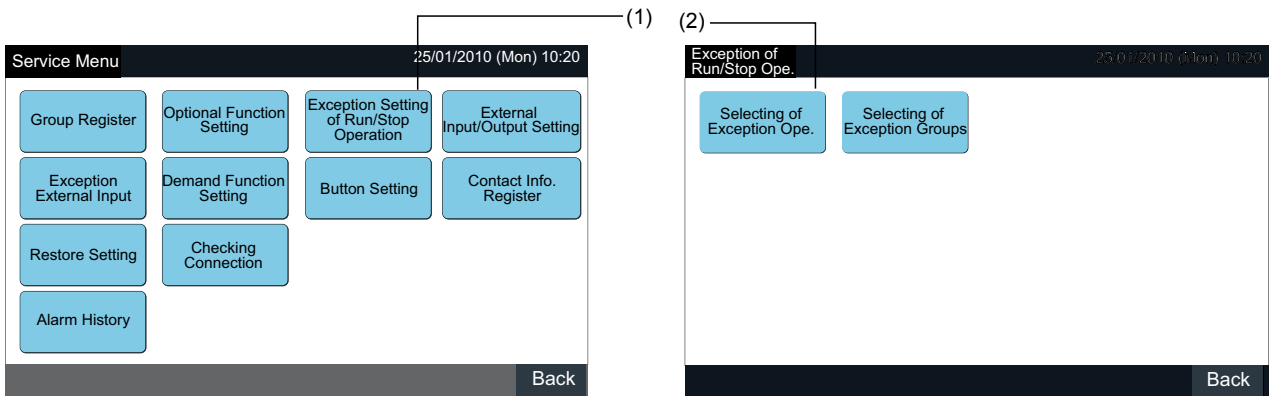 (1)
(2)
Service Menu
25/01/2010 (Mon) 10:20
Group Register
Optional Function
Setting
Exception Setting
of Run/Stop
Operation
External
Input/Output Setting
Exception
External Input
Demand Function
Setting
Button Setting
Contact Info.
Register
Restore Setting
Checking
Connection
Alarm History
Back
Exception of
Run/Stop Ope.
25/01/2010 (Mon) 10:20
Selecting of
Exception Ope.
Selecting of
Exception Groups
Back